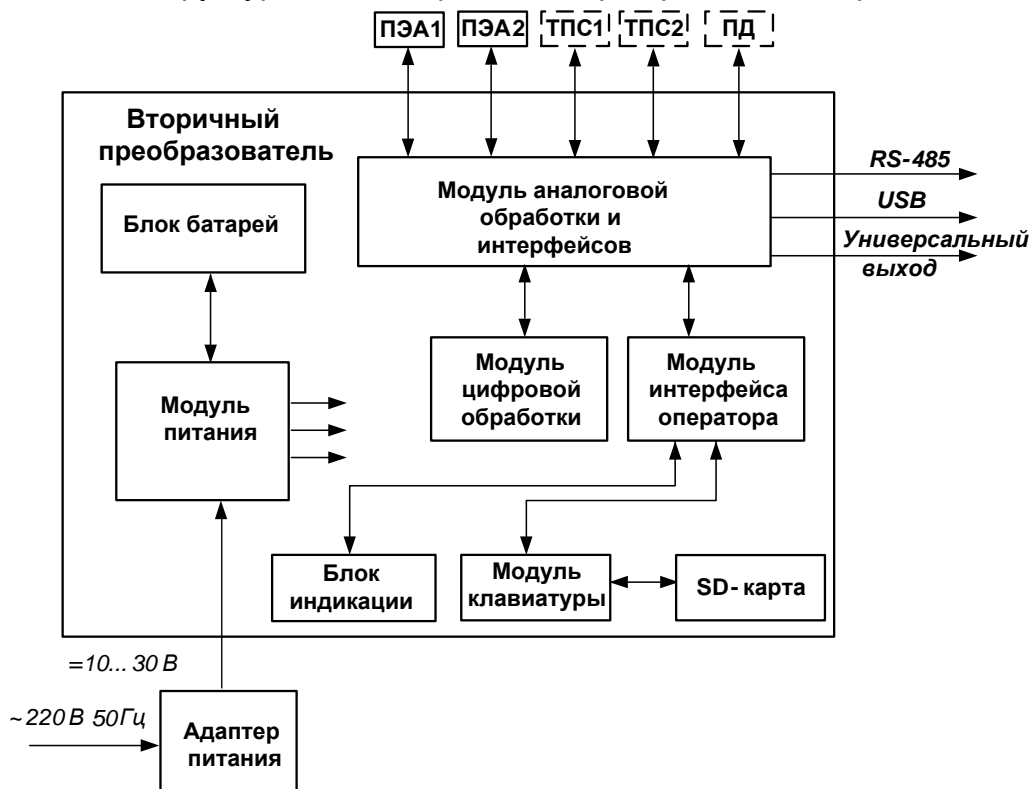 ПЭА1 ПЭА2 ТПС1 ТПС2 ПД
Вторичный
преобразователь
Модуль аналоговой
обработки и
интерфейсов
RS-485
USB
Универсальный
выход
Блок батарей
Модуль
питания
Модуль
цифровой
обработки
Модуль
интерфейса
оператора
Блок
индикации
Модуль
клавиатуры
SD- карта
=10... 30 В
~220 В 50Гц
Адаптер
питания